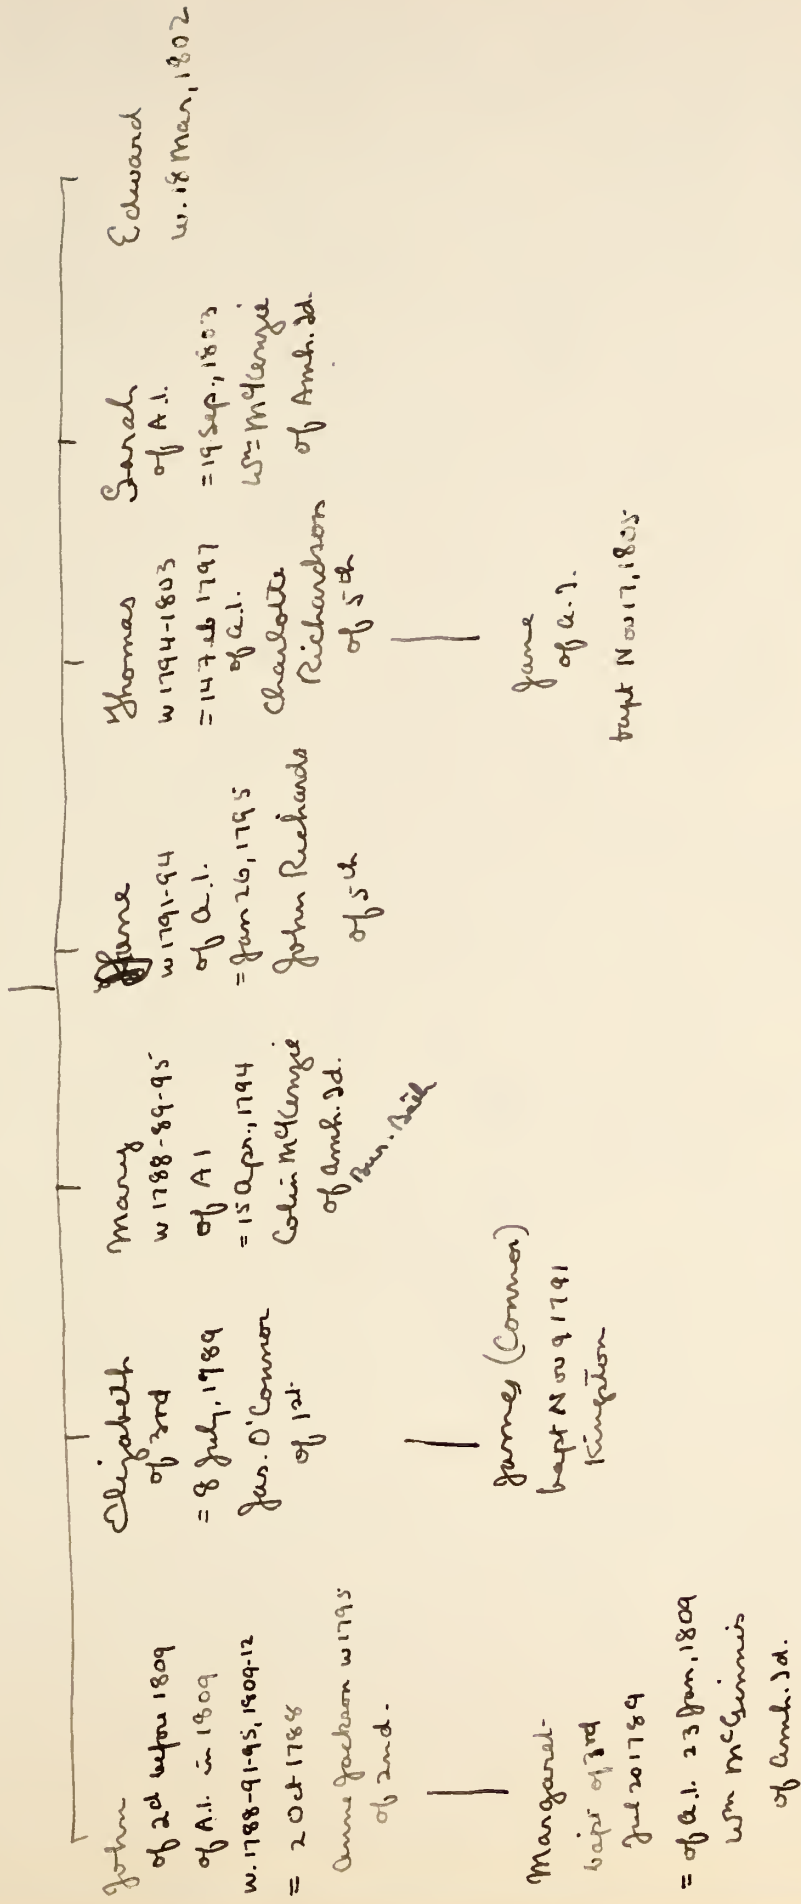 John
of 2d before 1809
of A.I. in 1809
w. 1788-91-95, 1809-12
= 2 Oct 1788
Anne Jackson w 1795
of 2nd.
Margaret
bapt of 3rd
Jul 20 1789
= of A.I. 23 Jan, 1809
Wm McGinnis
of Amh. Id.
Elizabeth
of 3rd
= 8 July, 1789
Jas. O'Connor
of 1st
James (Connor)
bapt Nov 9 1791
Kingston
Mary
w 1788-89-95
of A I
= 15 Apr., 1794
Colin McKenzie
of Amh. Id.
Jane
w 1791-94
of A.I.
= Jan 26, 1795
John Richards
of 5th
Thomas
w 1794-1803
= 14 Feb 1797
of A.I.
Charlotte
Richardson
of 5th
Jane
of A.I.
bapt Nov 17, 1805
Sarah
of A.I.
= 19 Sep., 1803
Wm McKenzie
of Amh. Id.
Edward
w. 18 Mar, 1802